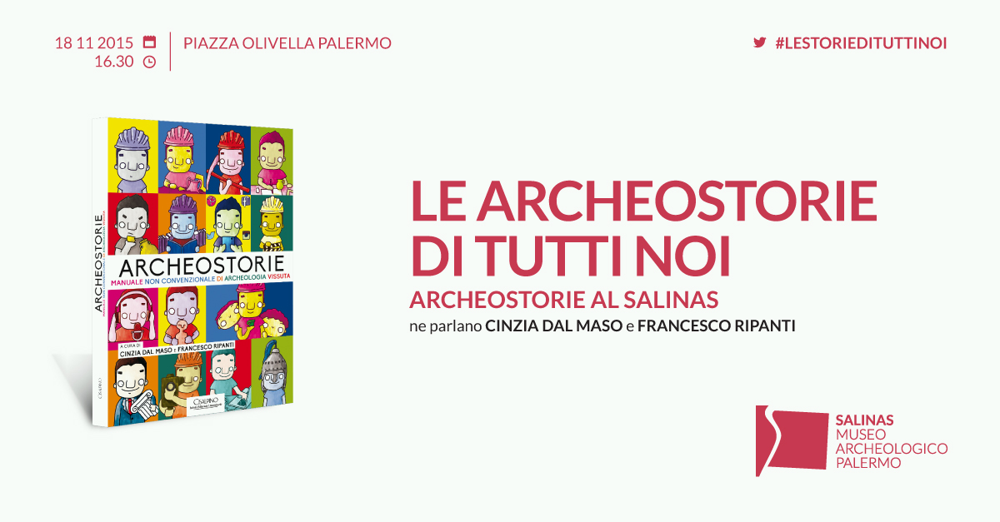 18 11 2015
16.30
PIAZZA OLIVELLA PALERMO
#LESTORIEDITUTTINOI
ARCHEOSTORIE
ARCHEOSTORIE
MANUALE NON CONVENZIONALE DI ARCHEOLOGIA VISSUTA
A CURA DI
CINZIA DAL MASO E FRANCESCO RIPANTI
CISALPINO
LE ARCHEOSTORIE
DI TUTTI NOI
ARCHEOSTORIE AL SALINAS
ne parlano CINZIA DAL MASO e FRANCESCO RIPANTI
SALINAS
MUSEO
ARCHEOLOGICO
PALERMO